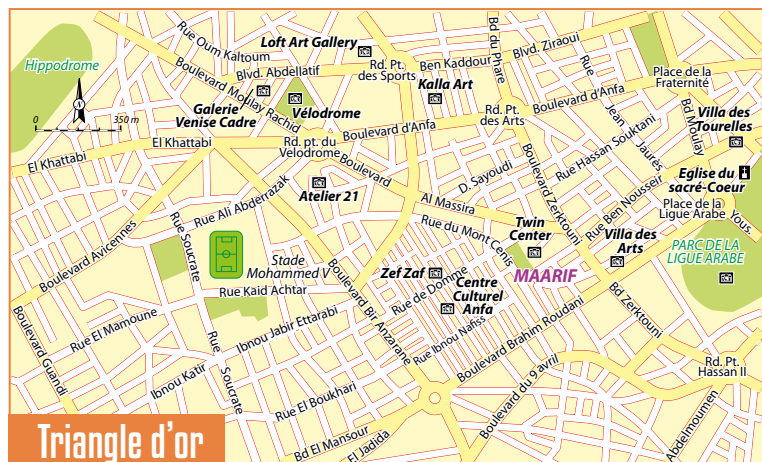 Rue Oum Kaltoum
Loft Art Gallery
Bd du Phare
Blvd. Ziraoui
Hippodrome
Boulevard Moulay Rachid
Blvd. Abdellatif
Rd. Pt.
des Sports
Ben Kaddour
Rue Jean Jaurès
Place de la
Fraternité
N
0
350 m
Galerie
Venise Cadre
Vélodrome
Kalla Art
Rd. Pt.
des Arts
Boulevard d'Anfa
Bd Moulay
Yous.
Villa des
Tourelles
El Khattabi
El Khattabi
Boulevard d'Anfa
Rd. pt. du
Velodrome
Boulevard
Al Massira
D. Sayoudi
Rue Hassan Souktani
Boulevard Zerktouni
Eglise du
sacré-Coeur
Rue Ali Abderrazak
Atelier 21
Rue Ben Nousseir
Place de la
Ligue Arabe
Boulevard Avicennes
Rue Soucrate
Rue du Mont Cenis
Twin
Center
Villa des
Arts
Stade
Mohammed V
Zef Zaf
MAARIF
PARC DE LA
LIGUE ARABE
Rue Kaid Achtar
Boulevard Bir Anzarane
Rue de Domme
Centre
Culturel
Anfa
Bd Zerktouni
Boulevard Guandi
Rue El Mamoune
Ibnou Jabir Ettarabi
Rue Ibnou Nafiss
Boulevard Brahim Roudani
Rue Soucrate
Ibnou Katir
Rd. Pt.
Hassan II
Rue El Boukhari
Boulevard du 9 avril
Triangle d'or
Bd El Mansour
El Jadida
Abdelmoumen